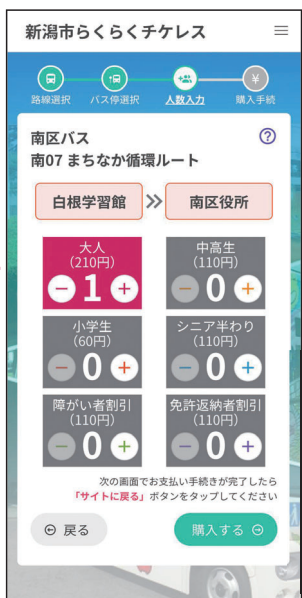 新潟市らくらくチケレス
路線選択 バス停選択 人数入力 購入手続
南区バス
南07 まちなか循環ルート
白根学習館 南区役所
大人 中高生
(210円) (110円)
− 1 + − 0 +
小学生 シニア半わり
(60円) (110円)
− 0 + − 0 +
障がい者割引 免許返納者割引
(110円) (110円)
− 0 + − 0 +
次の画面でお支払い手続きが完了したら
「サイトに戻る」ボタンをタップしてください
戻る 購入する